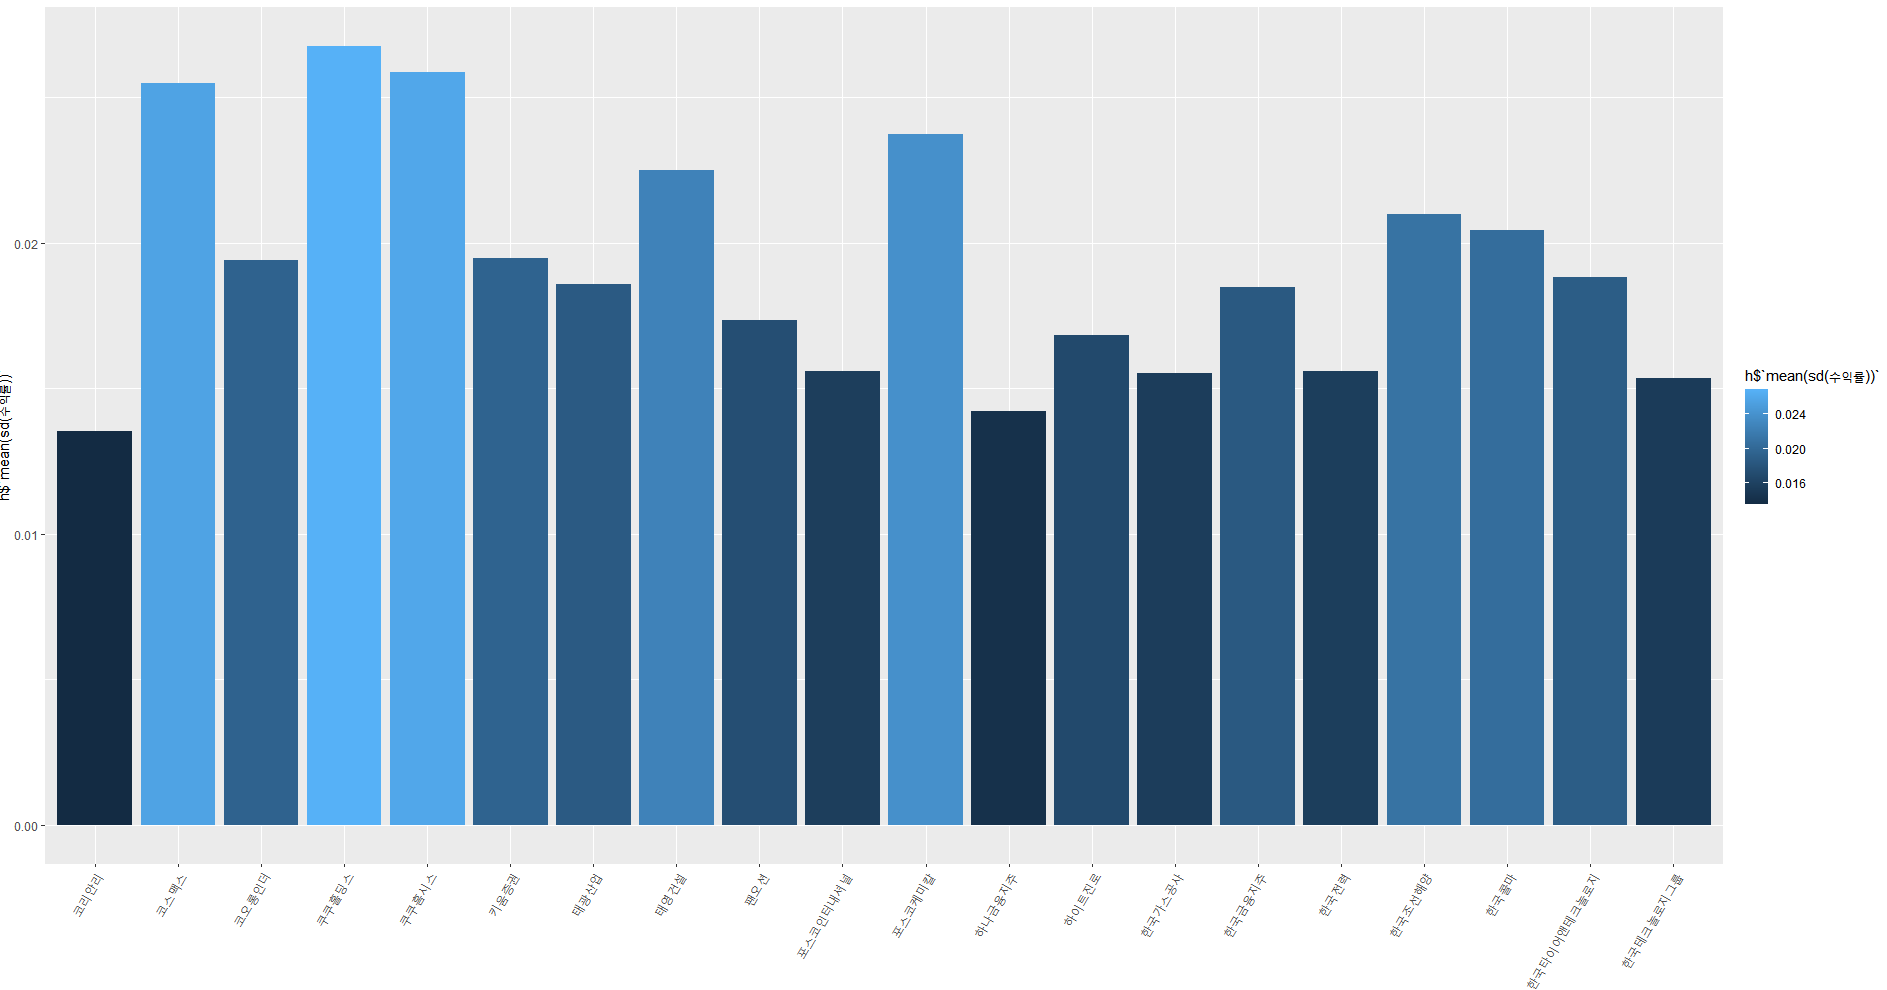 h$`mean(sd(수익률))`
0.02
0.01
0.00
코리안리
코스맥스
코오롱인더
쿠쿠홀딩스
쿠쿠홈시스
키움증권
태광산업
태영건설
팬오션
포스코인터내셔널
포스코케미칼
하나금융지주
하이트진로
한국가스공사
한국금융지주
한국전력
한국조선해양
한국콜마
한국타이어앤테크놀로지
한국테크놀로지그룹
h$`mean(sd(수익률))`
0.024
0.020
0.016